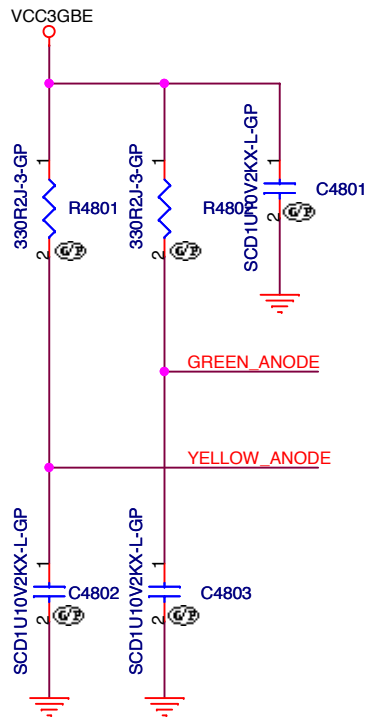 VCC3GBE
1
330R2J-3-GP
R4801
2
G/P
1
330R2J-3-GP
R4802
2
G/P
1
SCD1U10V2KX-L-GP
C4801
2
G/P
GREEN_ANODE
YELLOW_ANODE
1
SCD1U10V2KX-L-GP
C4802
2
G/P
1
SCD1U10V2KX-L-GP
C4803
2
G/P